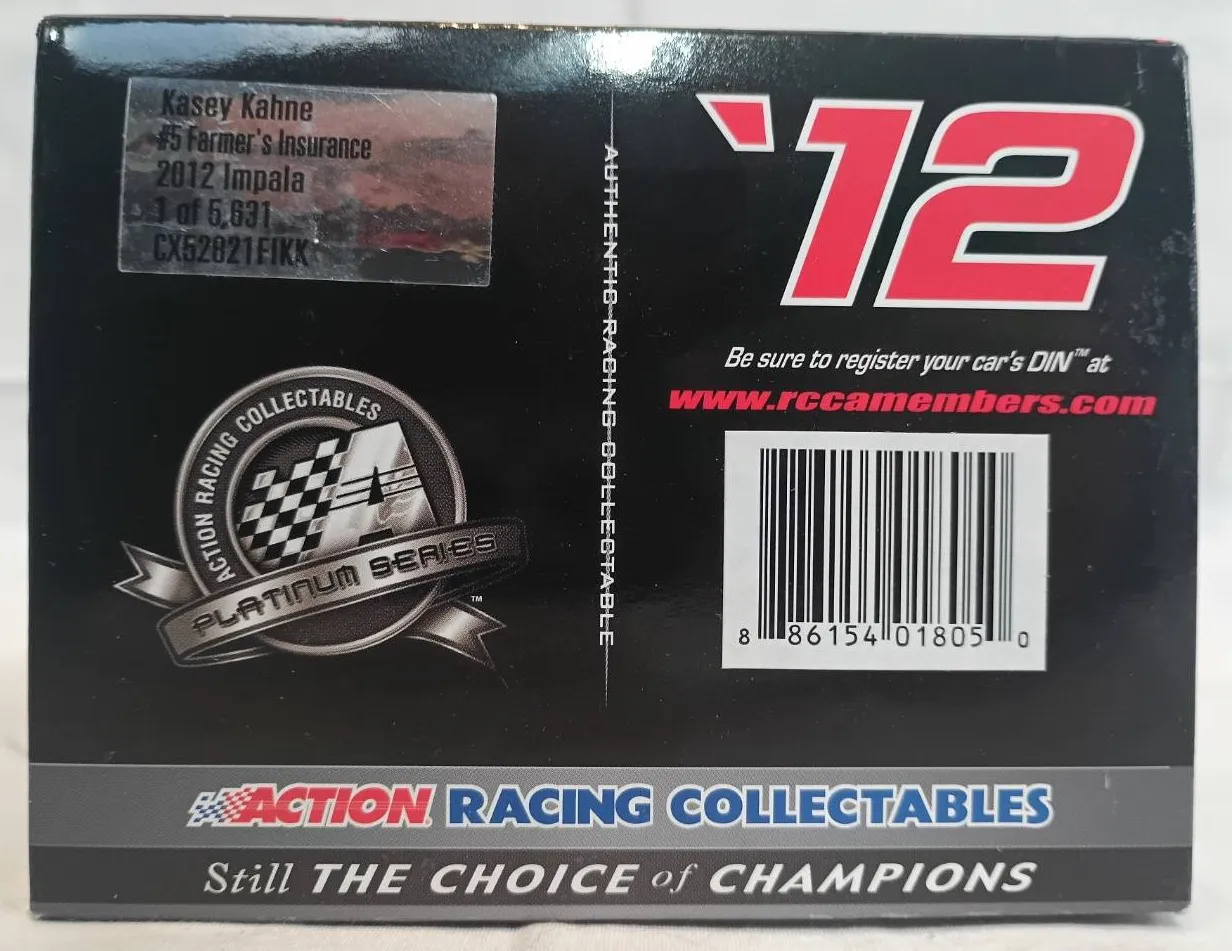 Kasey Kahne
#5 Farmer's Insurance
2012 Impala
1 of 5,631
CX52821FIKK
ACTION RACING COLLECTABLES
A
PLATINUM SERIES
™
AUTHENTIC RACING COLLECTABLE
'12
Be sure to register your car's DIN™ at
www.rccamembers.com
8 86154 01805 0
ACTION RACING COLLECTABLES
Still THE CHOICE of CHAMPIONS